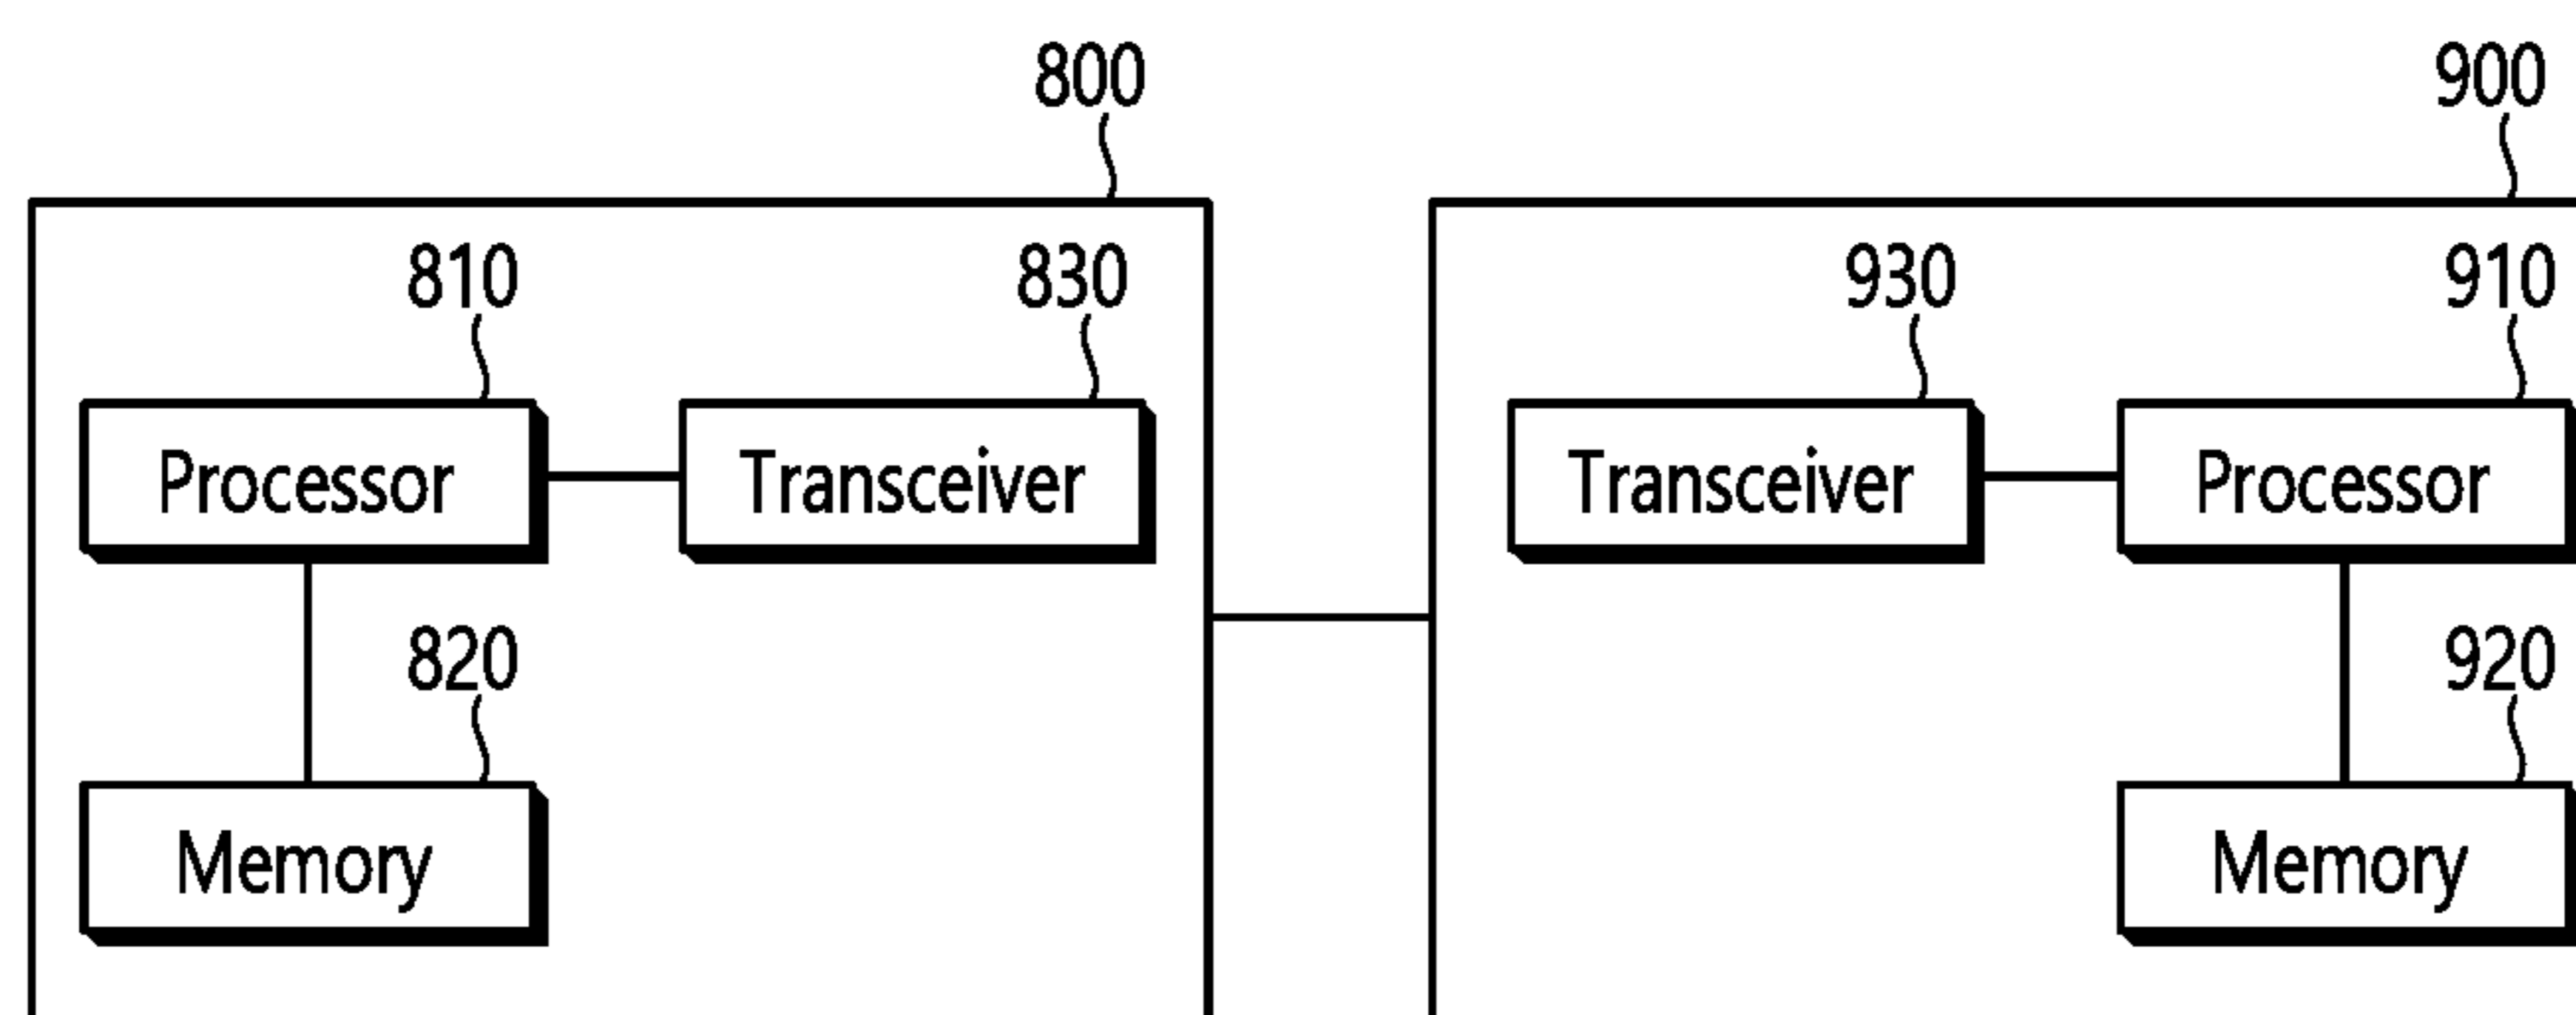 800 900
810 830 930 910
Processor Transceiver Transceiver Processor
820 920
Memory Memory